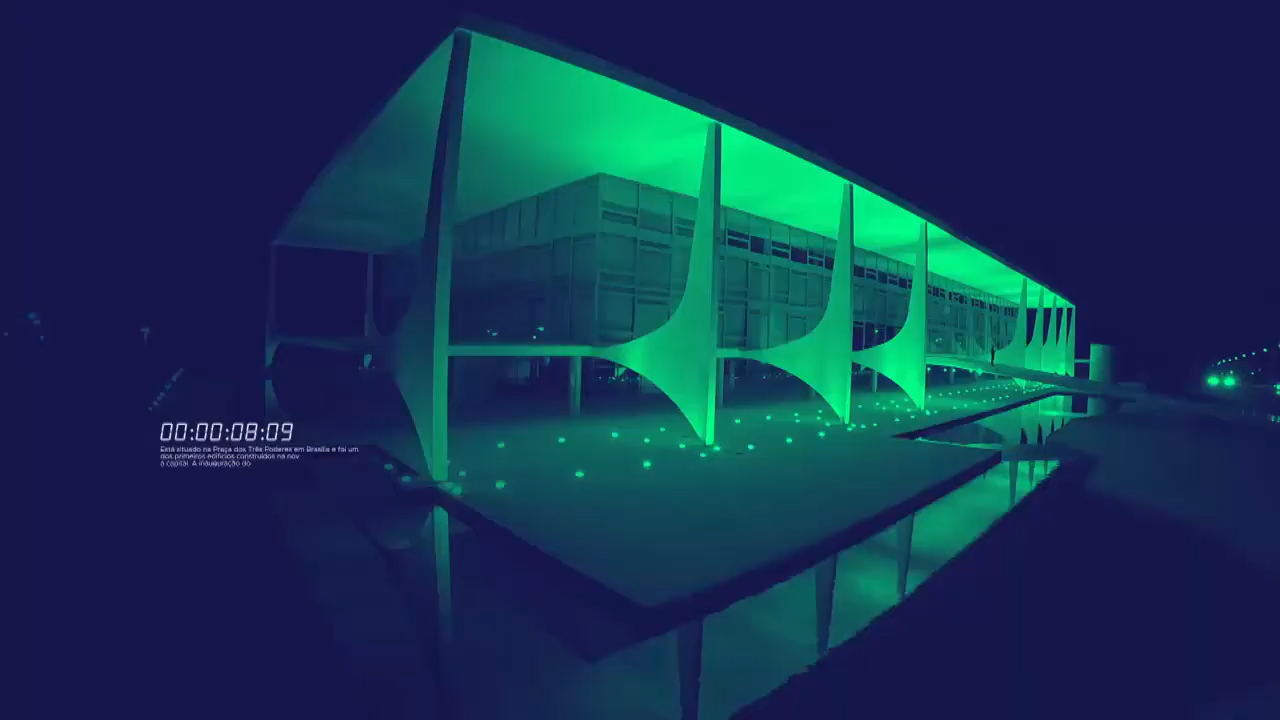 00:00:08:09
Está situado na Praça dos Três Poderes em Brasília e foi um
dos primeiros edifícios construídos na nov
a capital. A inauguração do